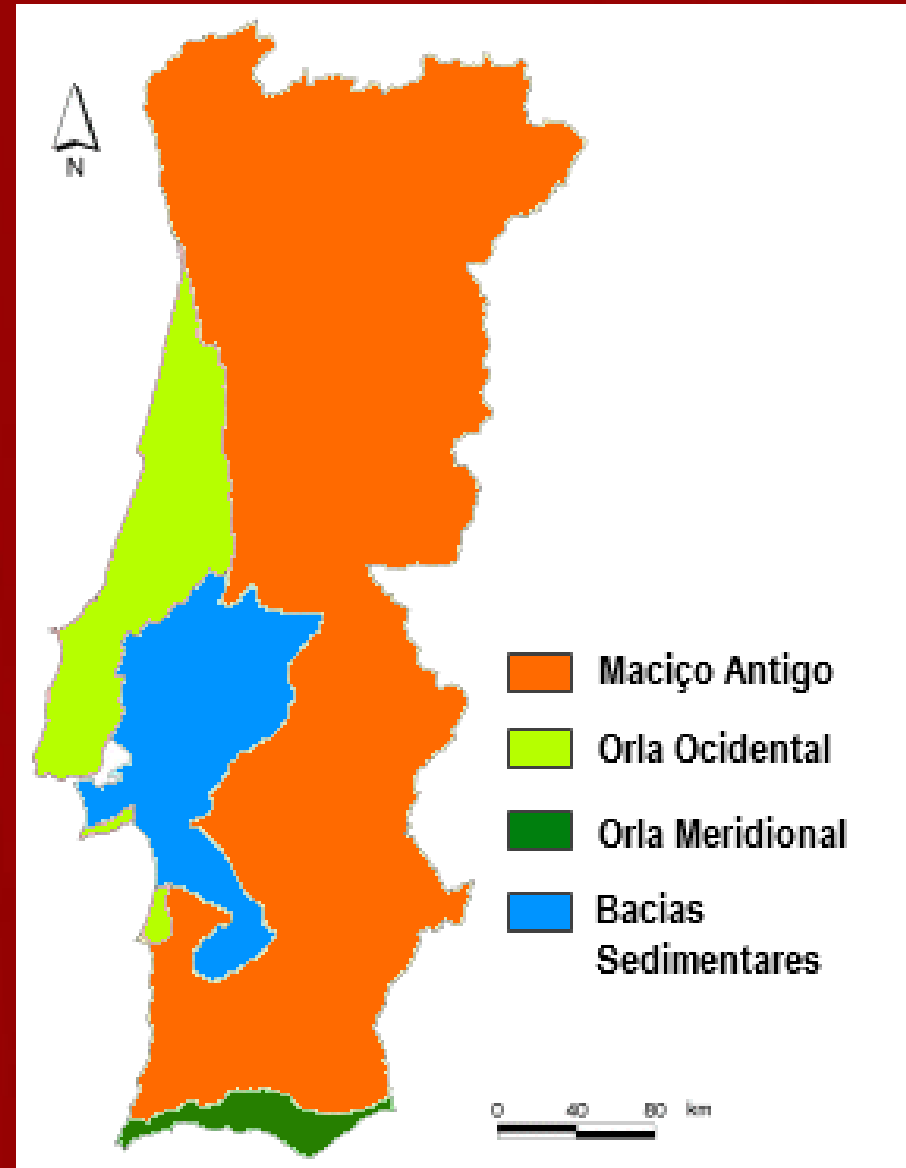 N
Maciço Antigo
Orla Ocidental
Orla Meridional
Bacias
Sedimentares
0 40 80 km